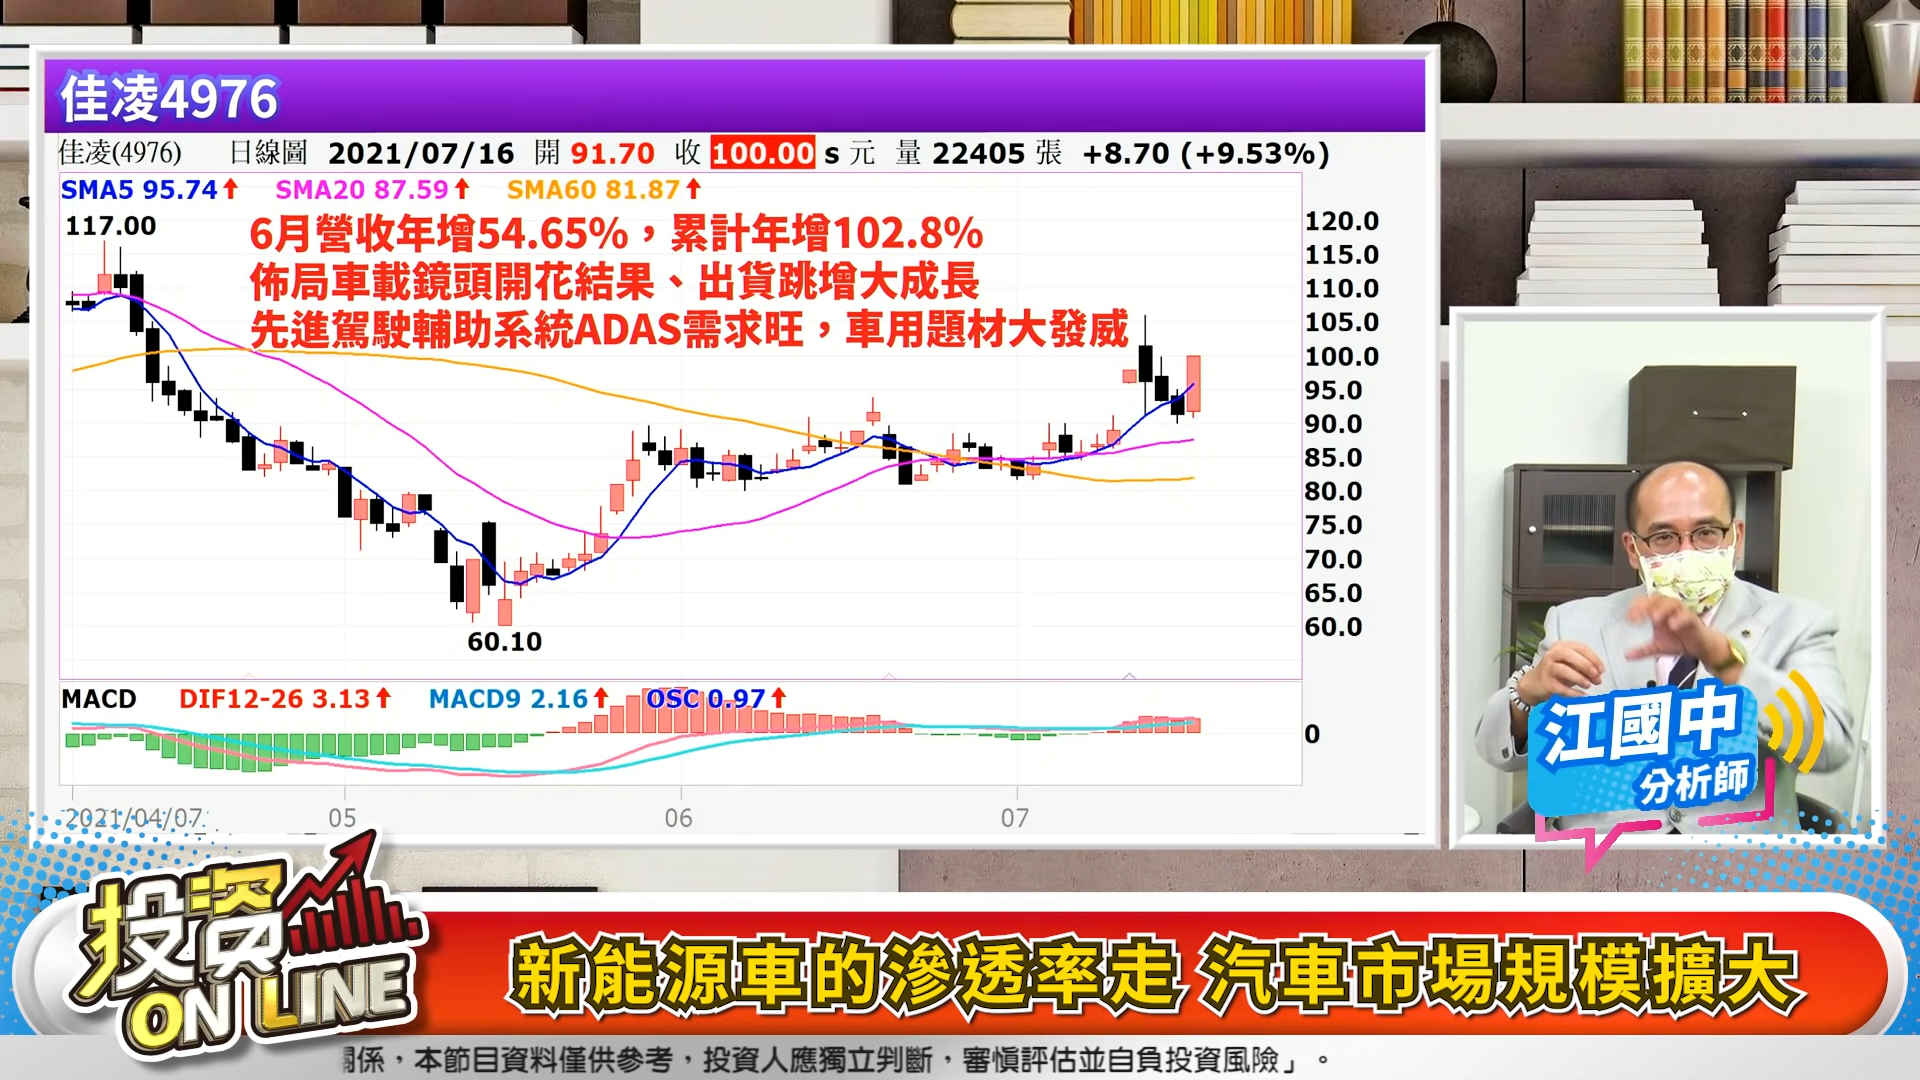 佳凌4976
佳凌(4976) 日線圖 2021/07/16 開 91.70 收 100.00 s 元 量 22405 張 +8.70 (+9.53%)
SMA5 95.74↑ SMA20 87.59↑ SMA60 81.87↑
117.00
6月營收年增54.65%，累計年增102.8%
佈局車載鏡頭開花結果、出貨跳增大成長
先進駕駛輔助系統ADAS需求旺，車用題材大發威
120.0
115.0
110.0
105.0
100.0
95.0
90.0
85.0
80.0
75.0
70.0
65.0
60.0
60.10
MACD DIF12-26 3.13↑ MACD9 2.16↑ OSC 0.97↑
0
2021/04/07 05 06 07
江國中
分析師
投資
ON LINE
新能源車的滲透率走 汽車市場規模擴大
關係，本節目資料僅供參考，投資人應獨立判斷，審慎評估並自負投資風險」。